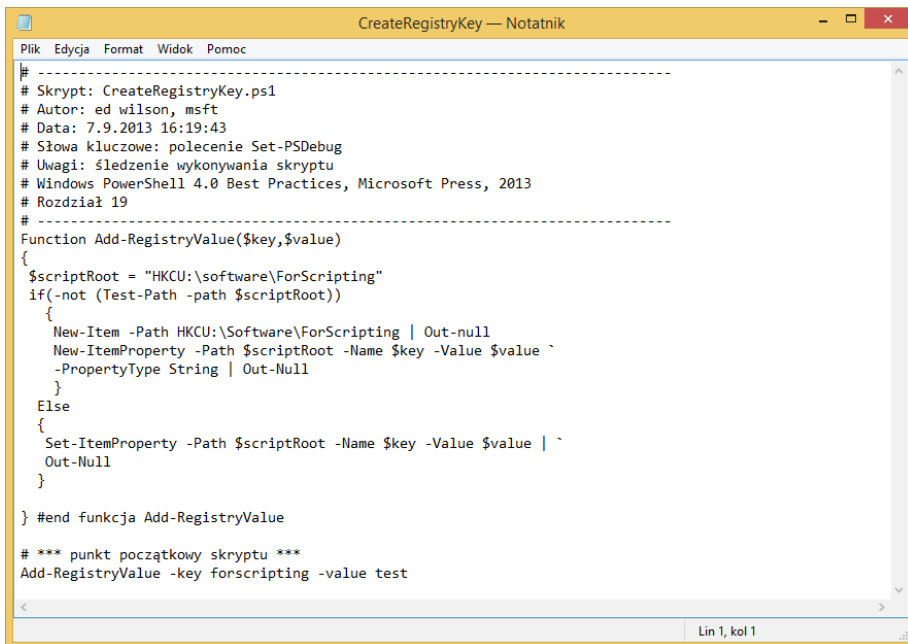 CreateRegistryKey — Notatnik
Plik Edycja Format Widok Pomoc
# -----------------------------------------------------------------------------
# Skrypt: CreateRegistryKey.ps1
# Autor: ed wilson, msft
# Data: 7.9.2013 16:19:43
# Słowa kluczowe: polecenie Set-PSDebug
# Uwagi: śledzenie wykonywania skryptu
# Windows PowerShell 4.0 Best Practices, Microsoft Press, 2013
# Rozdział 19
# -----------------------------------------------------------------------------
Function Add-RegistryValue($key,$value)
{
 $scriptRoot = "HKCU:\software\ForScripting"
 if(-not (Test-Path -path $scriptRoot))
   {
    New-Item -Path HKCU:\Software\ForScripting | Out-null
    New-ItemProperty -Path $scriptRoot -Name $key -Value $value `
    -PropertyType String | Out-Null
    }
  Else
  {
   Set-ItemProperty -Path $scriptRoot -Name $key -Value $value | `
   Out-Null
  }

} #end funkcja Add-RegistryValue

# *** punkt początkowy skryptu ***
Add-RegistryValue -key forscripting -value test
Lin 1, kol 1